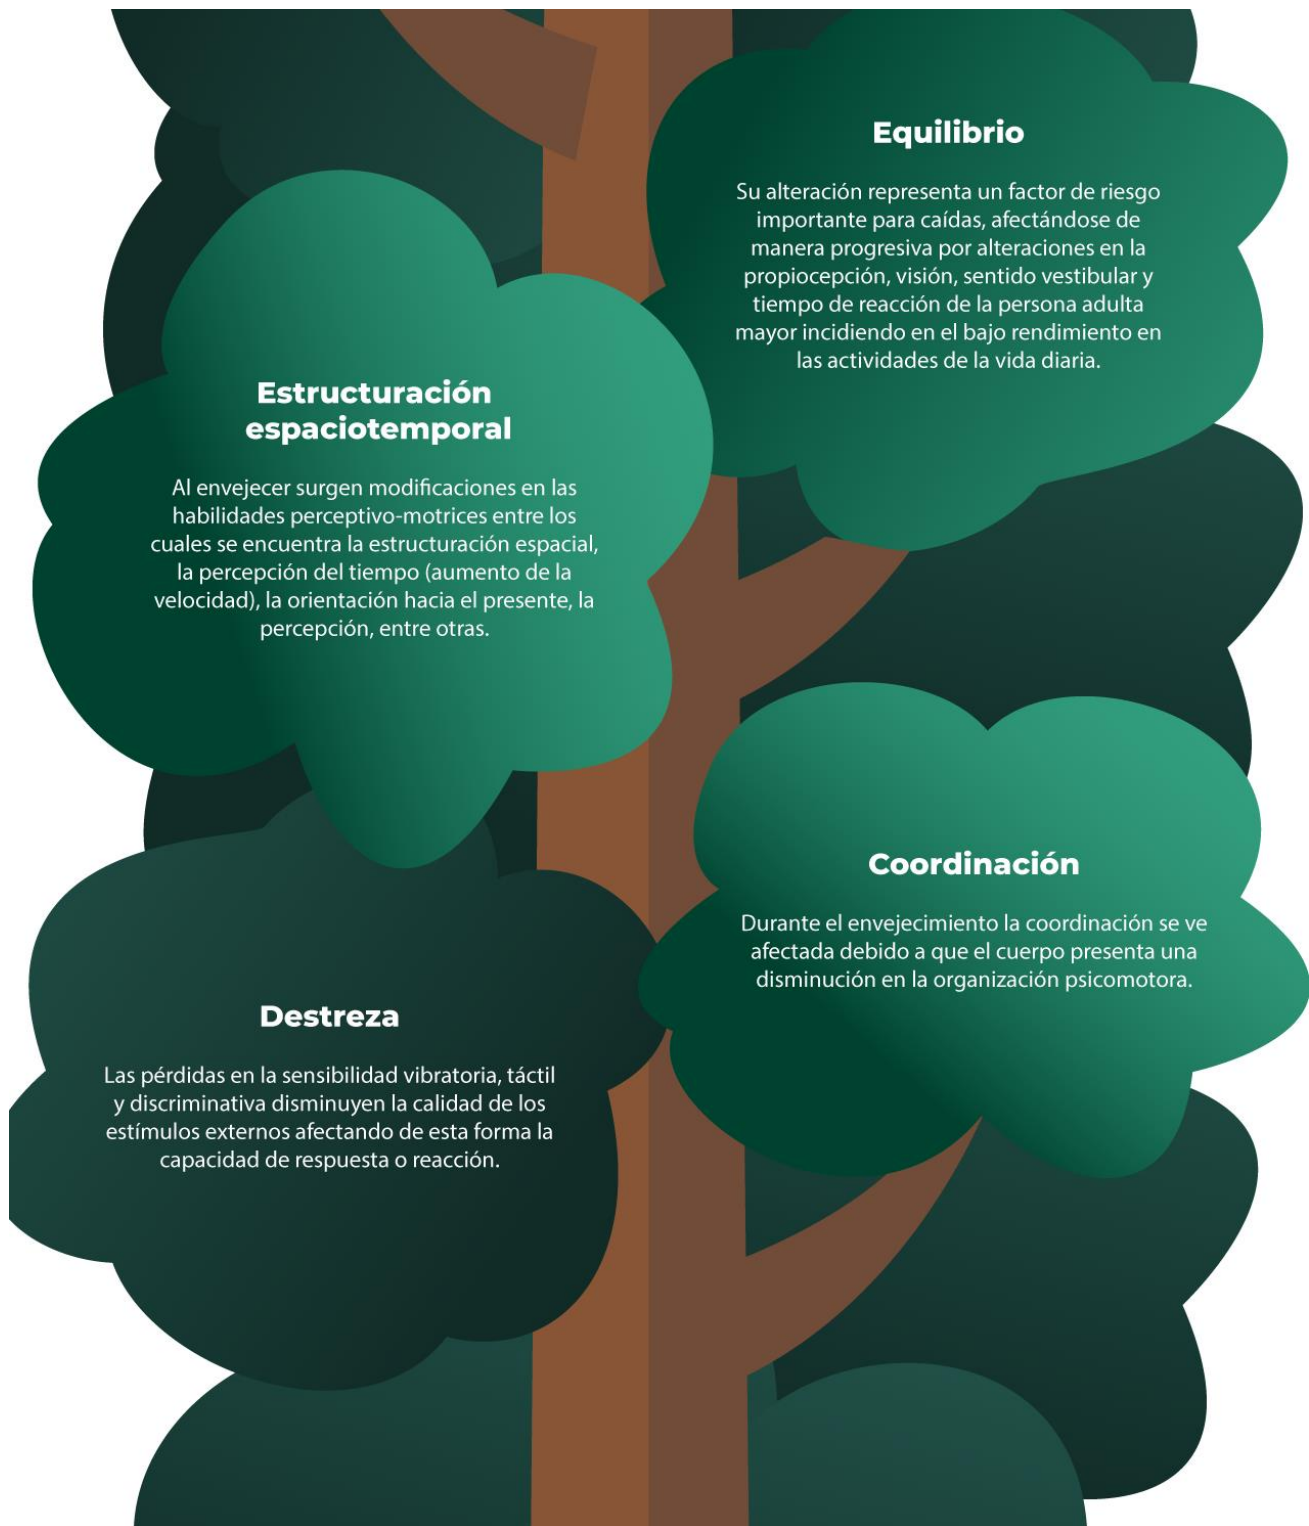 Equilibrio
Su alteración representa un factor de riesgo
importante para caídas, afectándose de
manera progresiva por alteraciones en la
propiocepción, visión, sentido vestibular y
tiempo de reacción de la persona adulta
mayor incidiendo en el bajo rendimiento en
las actividades de la vida diaria.
Estructuración
espaciotemporal
Al envejecer surgen modificaciones en las
habilidades perceptivo-motrices entre los
cuales se encuentra la estructuración espacial,
la percepción del tiempo (aumento de la
velocidad), la orientación hacia el presente, la
percepción, entre otras.
Coordinación
Durante el envejecimiento la coordinación se ve
afectada debido a que el cuerpo presenta una
disminución en la organización psicomotora.
Destreza
Las pérdidas en la sensibilidad vibratoria, táctil
y discriminativa disminuyen la calidad de los
estímulos externos afectando de esta forma la
capacidad de respuesta o reacción.